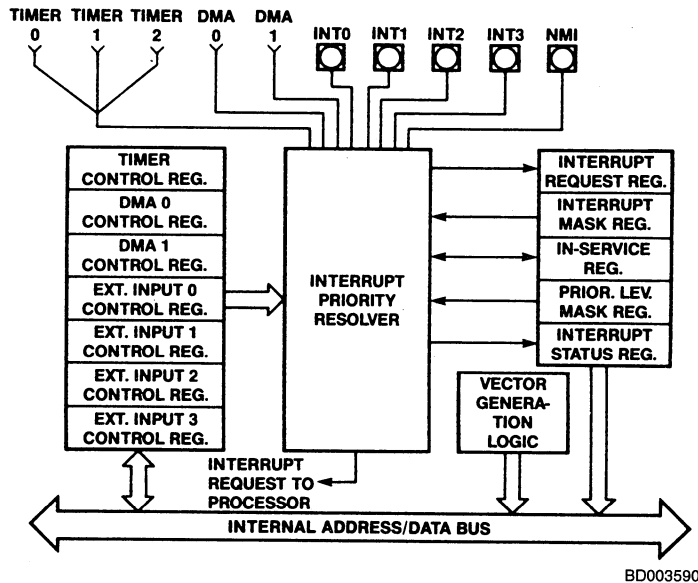 TIMER TIMER TIMER DMA DMA
0 1 2 0 1
INT0 INT1 INT2 INT3 NMI
TIMER
CONTROL REG.
DMA 0
CONTROL REG.
DMA 1
CONTROL REG.
EXT. INPUT 0
CONTROL REG.
EXT. INPUT 1
CONTROL REG.
EXT. INPUT 2
CONTROL REG.
EXT. INPUT 3
CONTROL REG.
INTERRUPT
PRIORITY
RESOLVER
INTERRUPT
REQUEST REG.
INTERRUPT
MASK REG.
IN-SERVICE
REG.
PRIOR. LEV.
MASK REG.
INTERRUPT
STATUS REG.
VECTOR
GENERA-
TION
LOGIC
INTERRUPT
REQUEST TO
PROCESSOR
INTERNAL ADDRESS/DATA BUS
BD003590